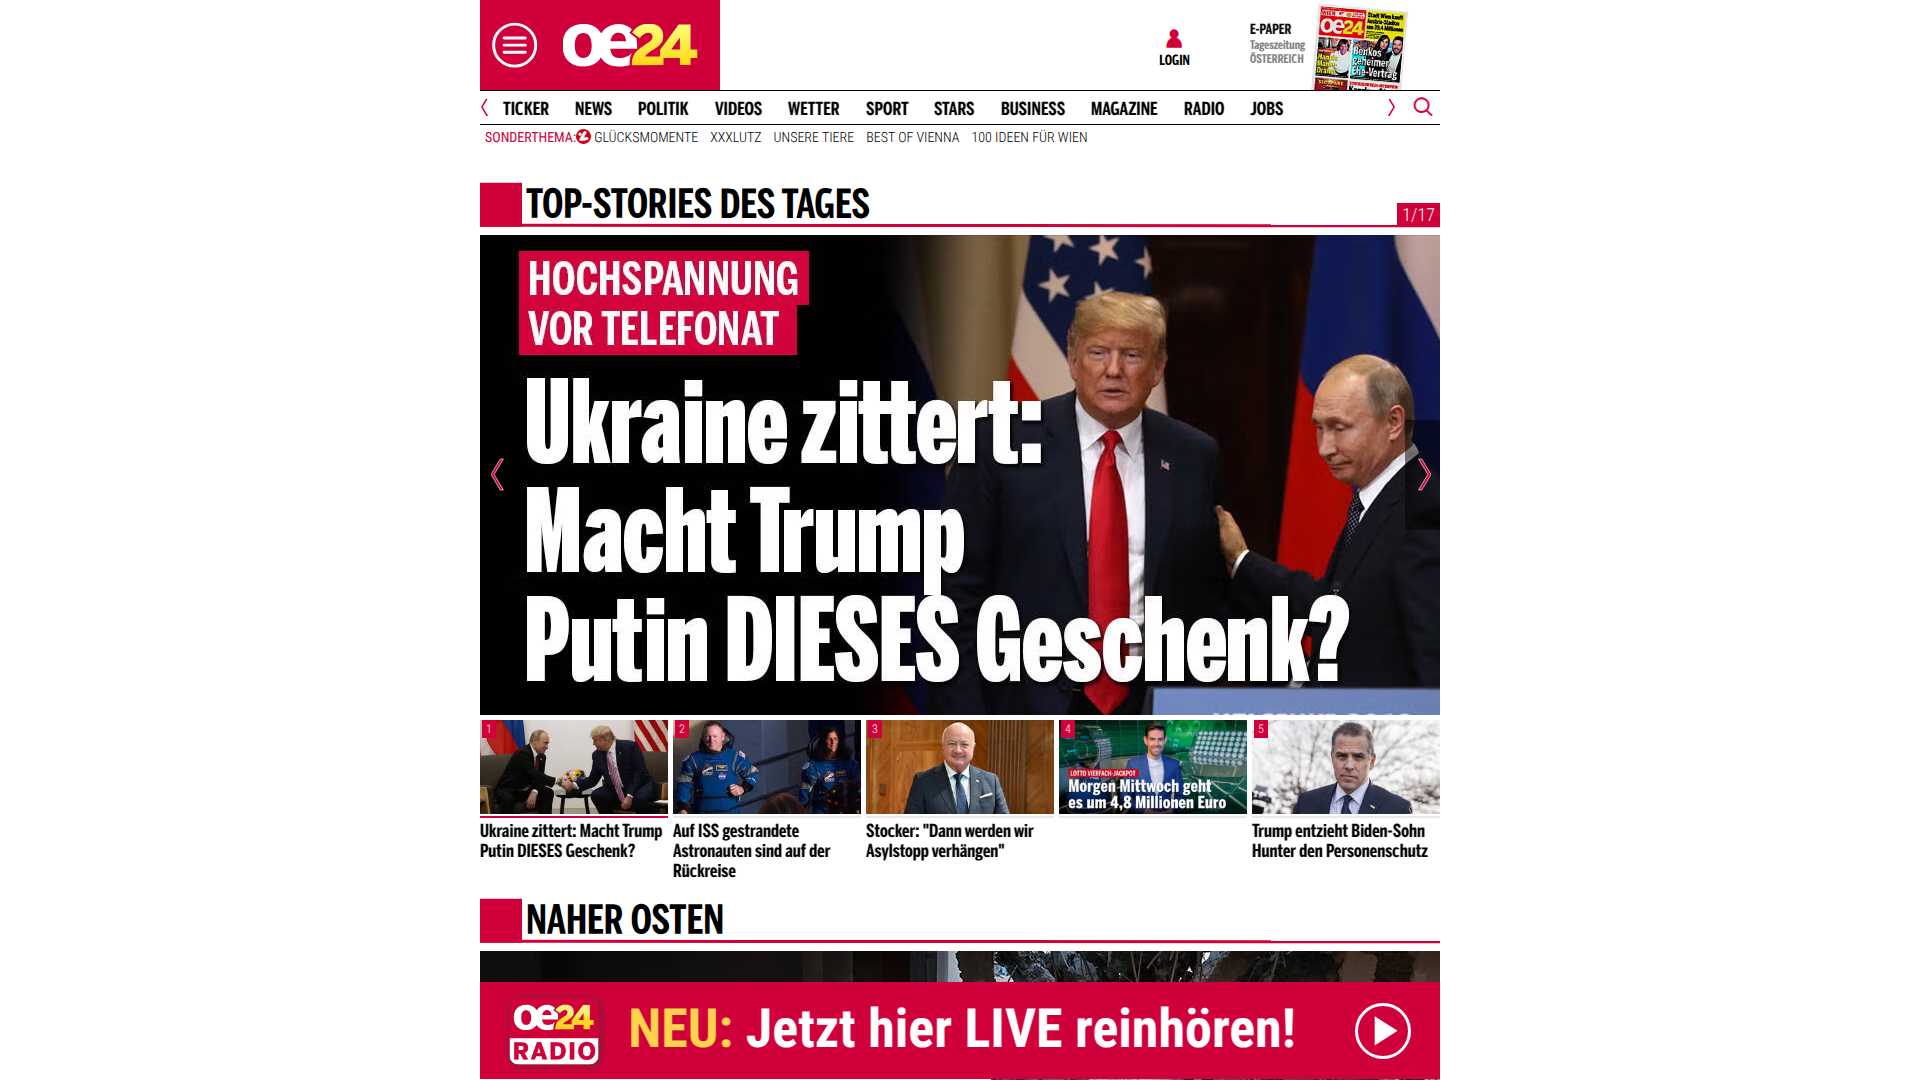 oe24
LOGIN
E-PAPER
Tageszeitung
ÖSTERREICH
oe24
Benkos
geheimer
Ehe-Vertrag
TICKER NEWS POLITIK VIDEOS WETTER SPORT STARS BUSINESS MAGAZINE RADIO JOBS
SONDERTHEMA: GLÜCKSMOMENTE XXXLUTZ UNSERE TIERE BEST OF VIENNA 100 IDEEN FÜR WIEN
TOP-STORIES DES TAGES
1/17
HOCHSPANNUNG
VOR TELEFONAT
Ukraine zittert:
Macht Trump
Putin DIESES Geschenk?
1
2
3
4
5
LOTTO VIERFACH-JACKPOT
Morgen Mittwoch geht
es um 4,8 Millionen Euro
Ukraine zittert: Macht Trump
Putin DIESES Geschenk?
Auf ISS gestrandete
Astronauten sind auf der
Rückreise
Stocker: "Dann werden wir
Asylstopp verhängen"
Trump entzieht Biden-Sohn
Hunter den Personenschutz
NAHER OSTEN
oe24
RADIO
NEU: Jetzt hier LIVE reinhören!